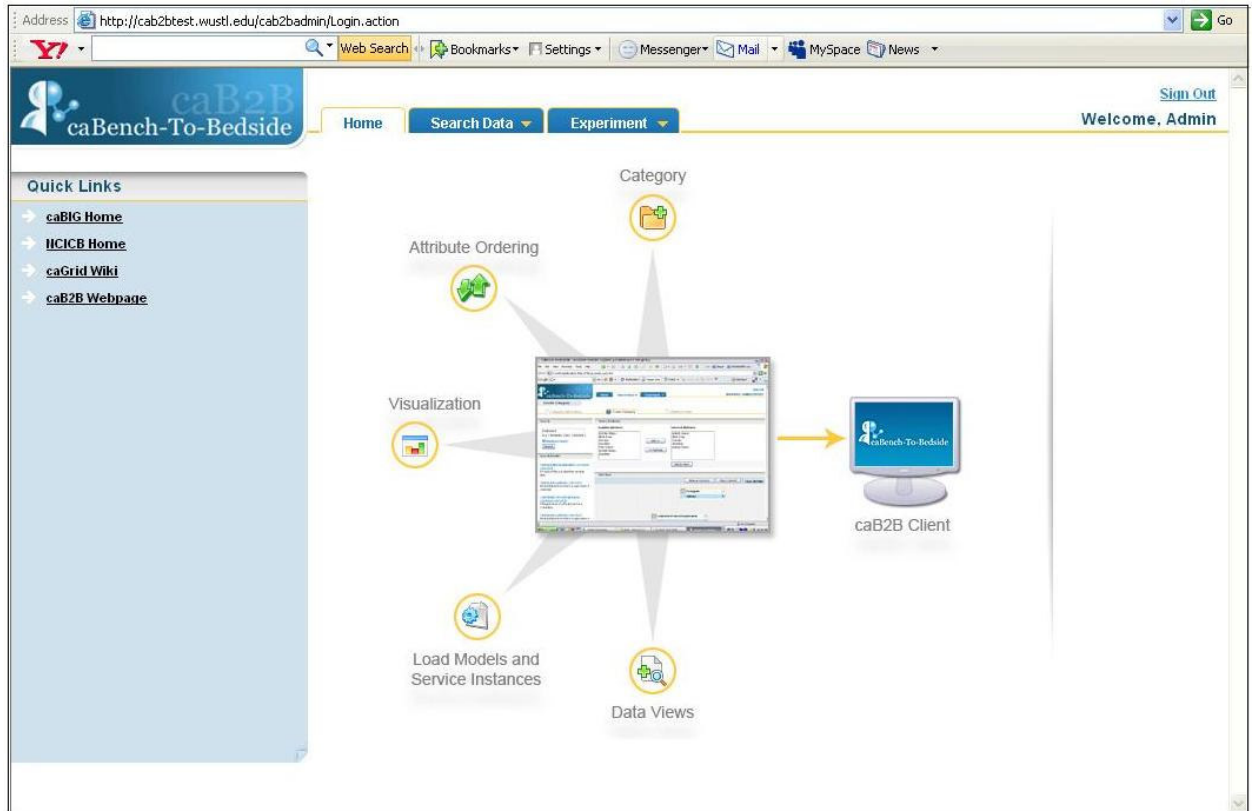 Address http://cab2btest.wustl.edu/cab2badmin/Login.action Go
Y! Web Search Bookmarks Settings Messenger Mail MySpace News
caB2B
caBench-To-Bedside
Home Search Data Experiment
Sign Out
Welcome, Admin
Quick Links
caBIG Home
NCICB Home
caGrid Wiki
caB2B Webpage
Category
Attribute Ordering
Visualization
caBench-To-Bedside
caB2B Client
Load Models and
Service Instances
Data Views